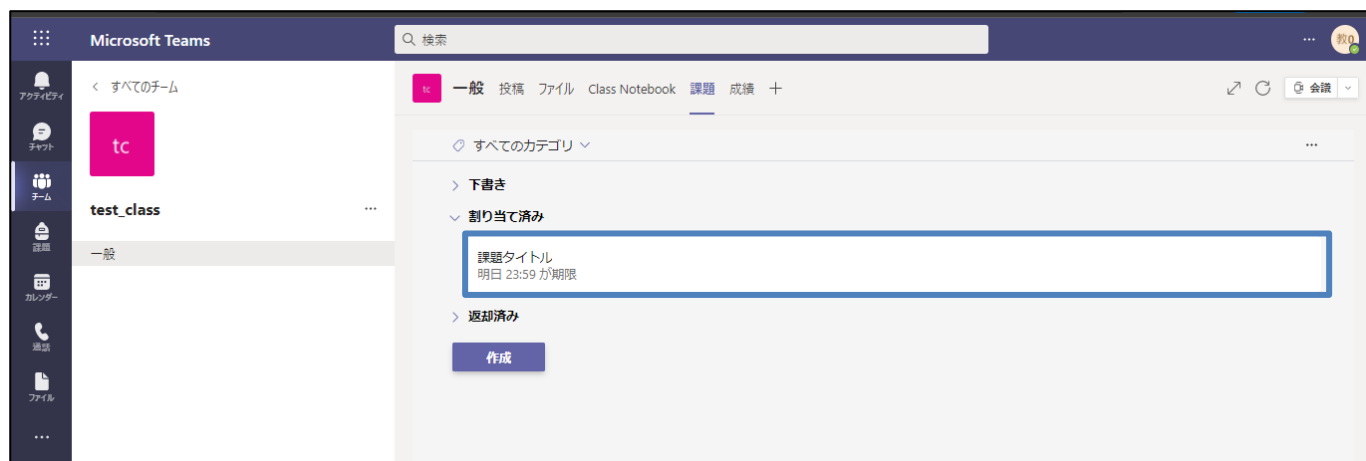 Microsoft Teams
検索
教0
アクティビティ
チャット
チーム
課題
カレンダー
通話
ファイル
すべてのチーム
tc
test_class
一般
tc 一般 投稿 ファイル Class Notebook 課題 成績
会議
すべてのカテゴリ
下書き
割り当て済み
課題タイトル
明日 23:59 が期限
返却済み
作成